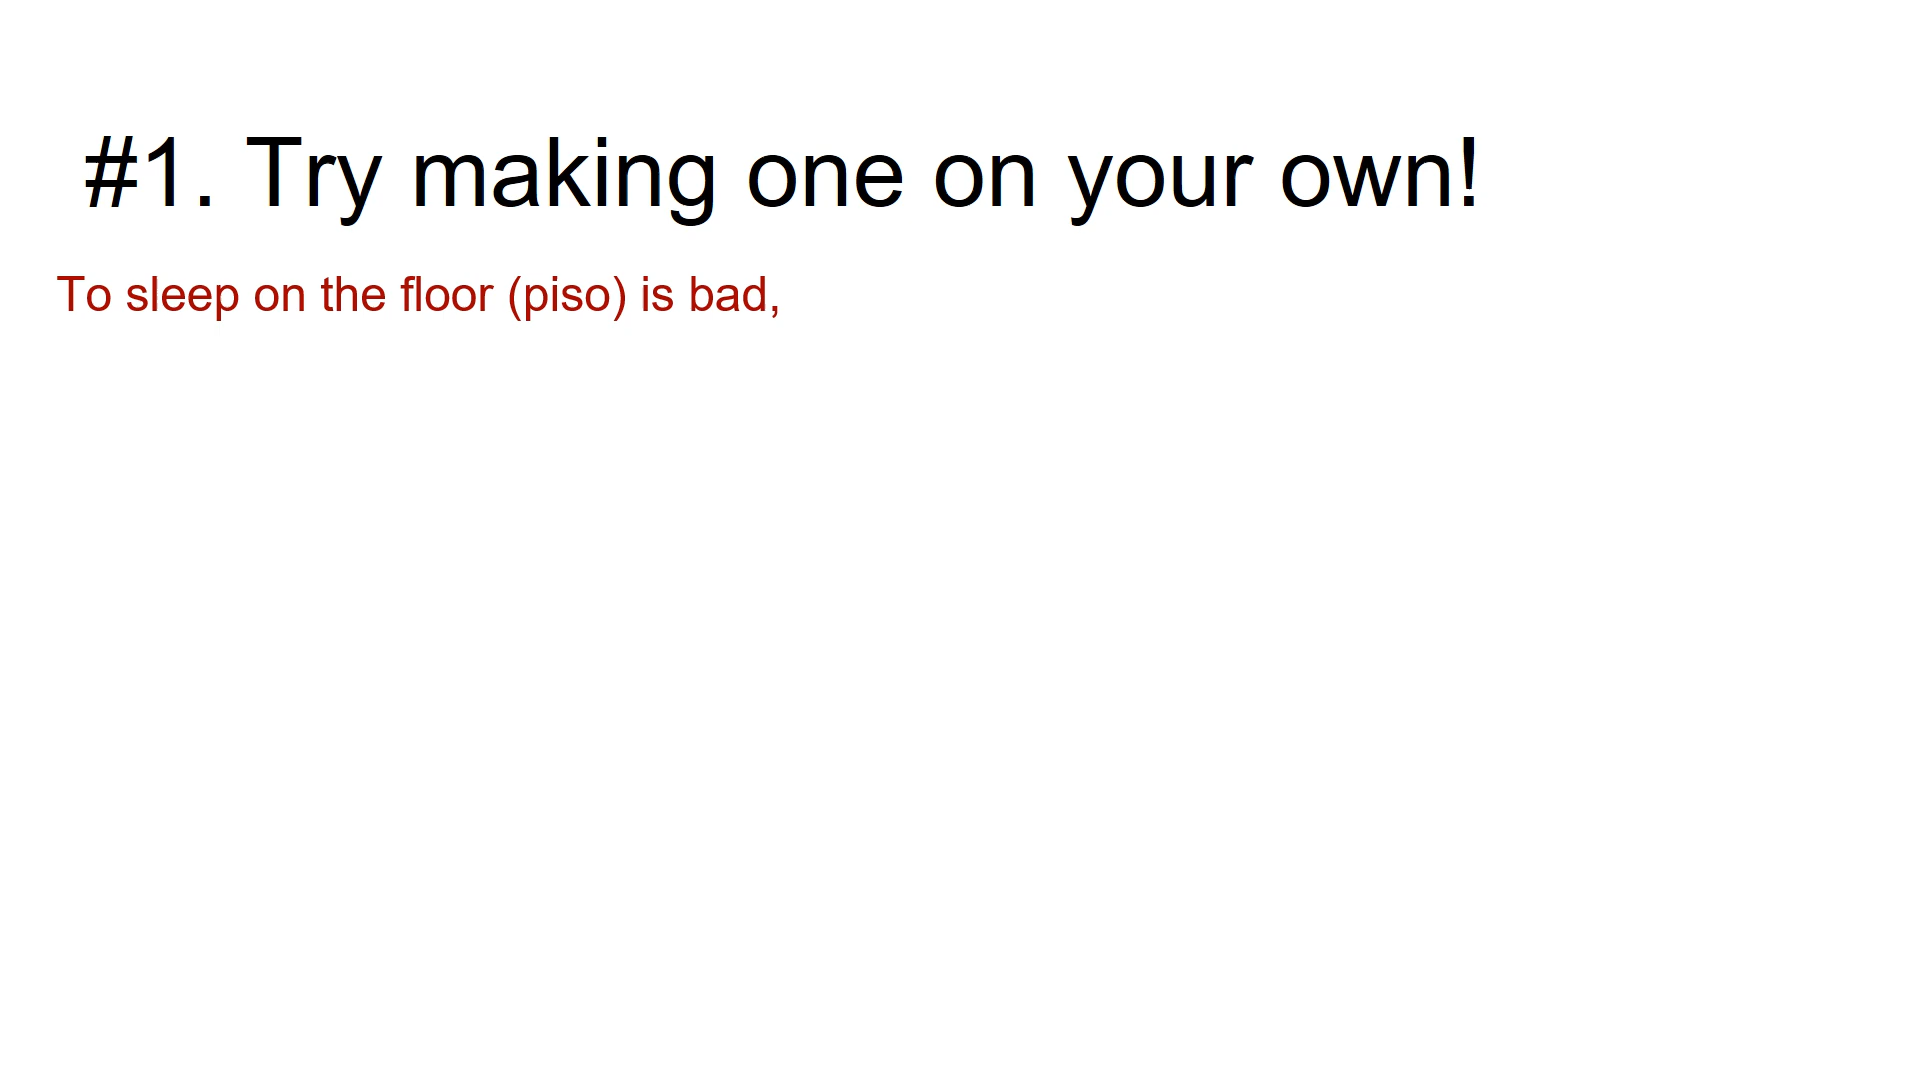 #1. Try making one on your own!
To sleep on the floor (piso) is bad,